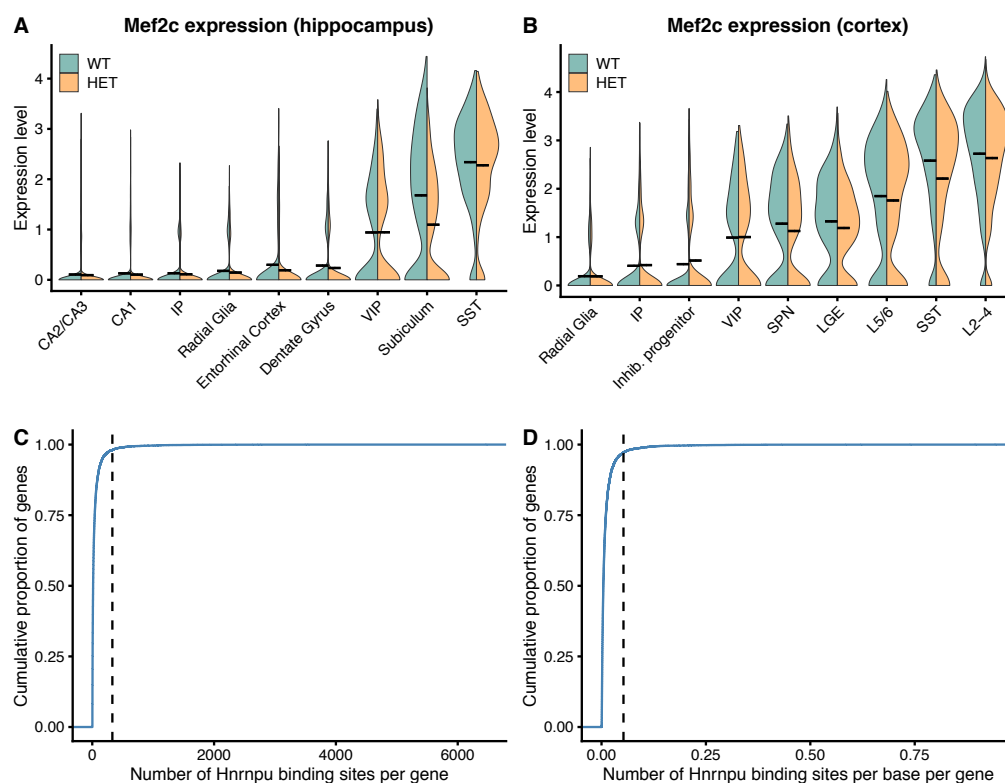 A Mef2c expression (hippocampus)
WT
HET
Expression level
4
3
2
1
0
CA2/CA3
CA1
IP
Radial Glia
Entorhinal Cortex
Dentate Gyrus
VIP
Subiculum
SST
B Mef2c expression (cortex)
WT
HET
Expression level
4
3
2
1
0
Radial Glia
IP
Inhib. progenitor
VIP
SPN
LGE
L5/6
SST
L2−4
C
Cumulative proportion of genes
1.00
0.75
0.50
0.25
0.00
0 2000 4000 6000
Number of Hnrnpu binding sites per gene
D
Cumulative proportion of genes
1.00
0.75
0.50
0.25
0.00
0.00 0.25 0.50 0.75
Number of Hnrnpu binding sites per base per gene